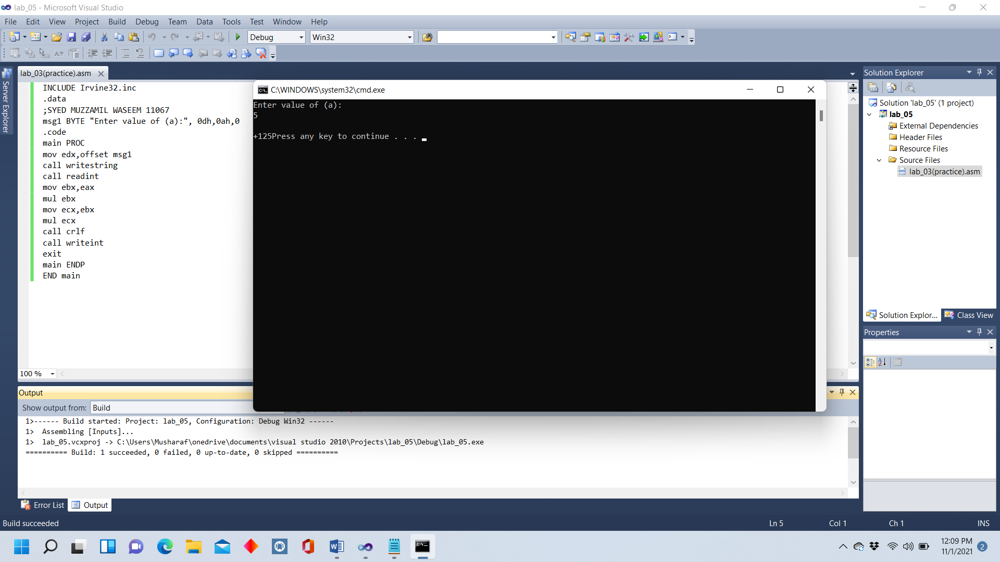 lab_05 - Microsoft Visual Studio
File Edit View Project Build Debug Team Data Tools Test Window Help
Debug Win32
Server Explorer
lab_03(practice).asm
INCLUDE Irvine32.inc
.data
;SYED MUZZAMIL WASEEM 11067
msg1 BYTE "Enter value of (a):", 0dh,0ah,0
.code
main PROC
mov edx,offset msg1
call writestring
call readint
mov ebx,eax
mul ebx
mov ecx,ebx
mul ecx
call crlf
call writeint
exit
main ENDP
END main
100 %
C:\WINDOWS\system32\cmd.exe
Enter value of (a):
5
+125Press any key to continue . . .
Solution Explorer
Solution 'lab_05' (1 project)
lab_05
External Dependencies
Header Files
Resource Files
Source Files
lab_03(practice).asm
Solution Explor... Class View
Properties
Output
Show output from: Build
1>------ Build started: Project: lab_05, Configuration: Debug Win32 ------
1> Assembling [Inputs]...
1> lab_05.vcxproj -> C:\Users\Musharaf\onedrive\documents\visual studio 2010\Projects\lab_05\Debug\lab_05.exe
========== Build: 1 succeeded, 0 failed, 0 up-to-date, 0 skipped ==========
Error List Output
Build succeeded Ln 5 Col 1 Ch 1 INS
12:09 PM
11/1/2021 2